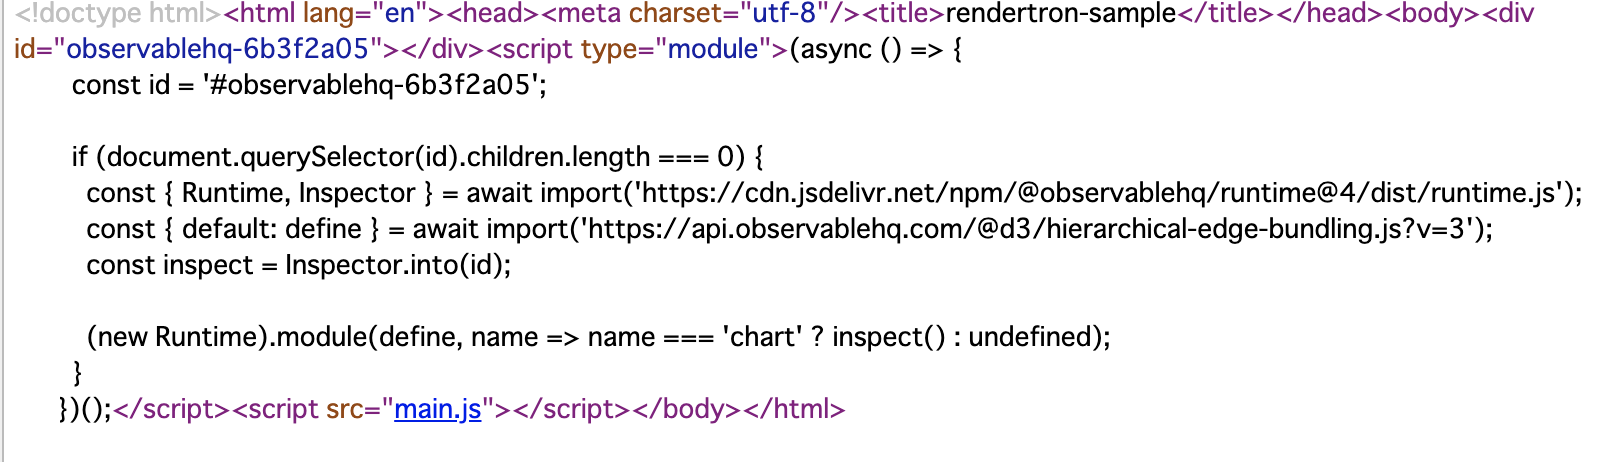 <!doctype html><html lang="en"><head><meta charset="utf-8"/><title>rendertron-sample</title></head><body><div
id="observablehq-6b3f2a05"></div><script type="module">(async () => {
const id = '#observablehq-6b3f2a05';
if (document.querySelector(id).children.length === 0) {
const { Runtime, Inspector } = await import('https://cdn.jsdelivr.net/npm/@observablehq/runtime@4/dist/runtime.js');
const { default: define } = await import('https://api.observablehq.com/@d3/hierarchical-edge-bundling.js?v=3');
const inspect = Inspector.into(id);
(new Runtime).module(define, name => name === 'chart' ? inspect() : undefined);
}
})();</script><script src="main.js"></script></body></html>